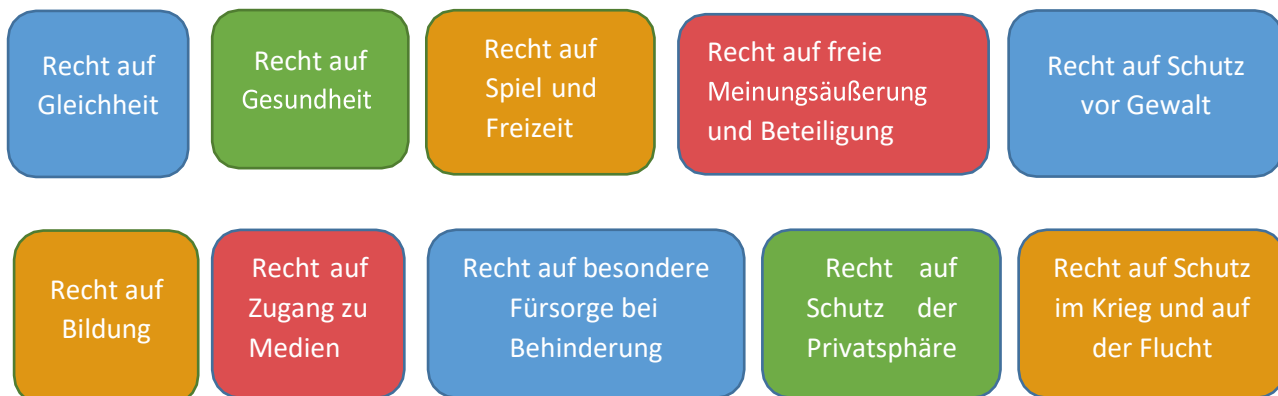 Recht auf
Gleichheit
Recht auf
Gesundheit
Recht auf
Spiel und
Freizeit
Recht auf freie
Meinungsäußerung
und Beteiligung
Recht auf Schutz
vor Gewalt
Recht auf
Bildung
Recht auf
Zugang zu
Medien
Recht auf besondere
Fürsorge bei
Behinderung
Recht auf
Schutz der
Privatsphäre
Recht auf Schutz
im Krieg und auf
der Flucht